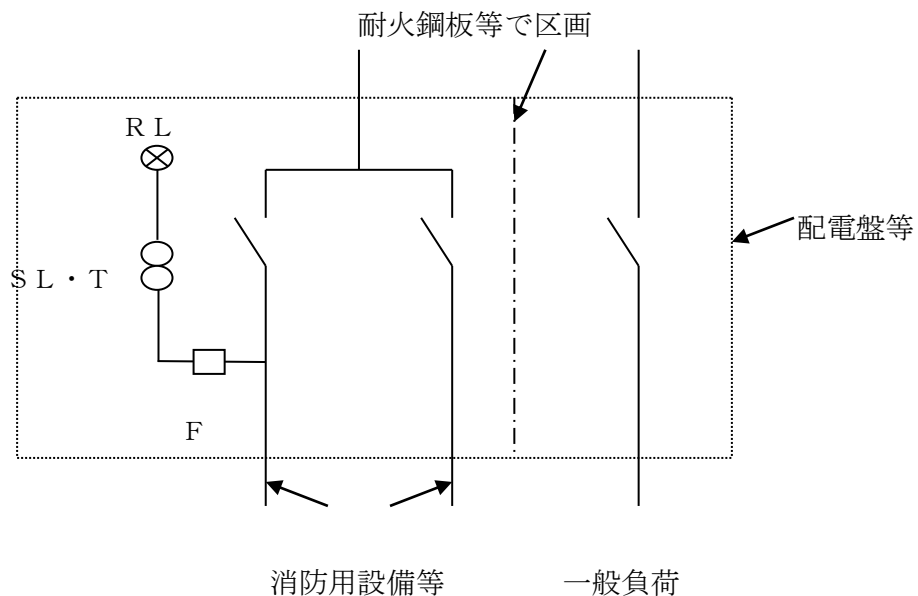 耐火鋼板等で区画
ＲＬ
配電盤等
ＳＬ・Ｔ
Ｆ
消防用設備等
一般負荷